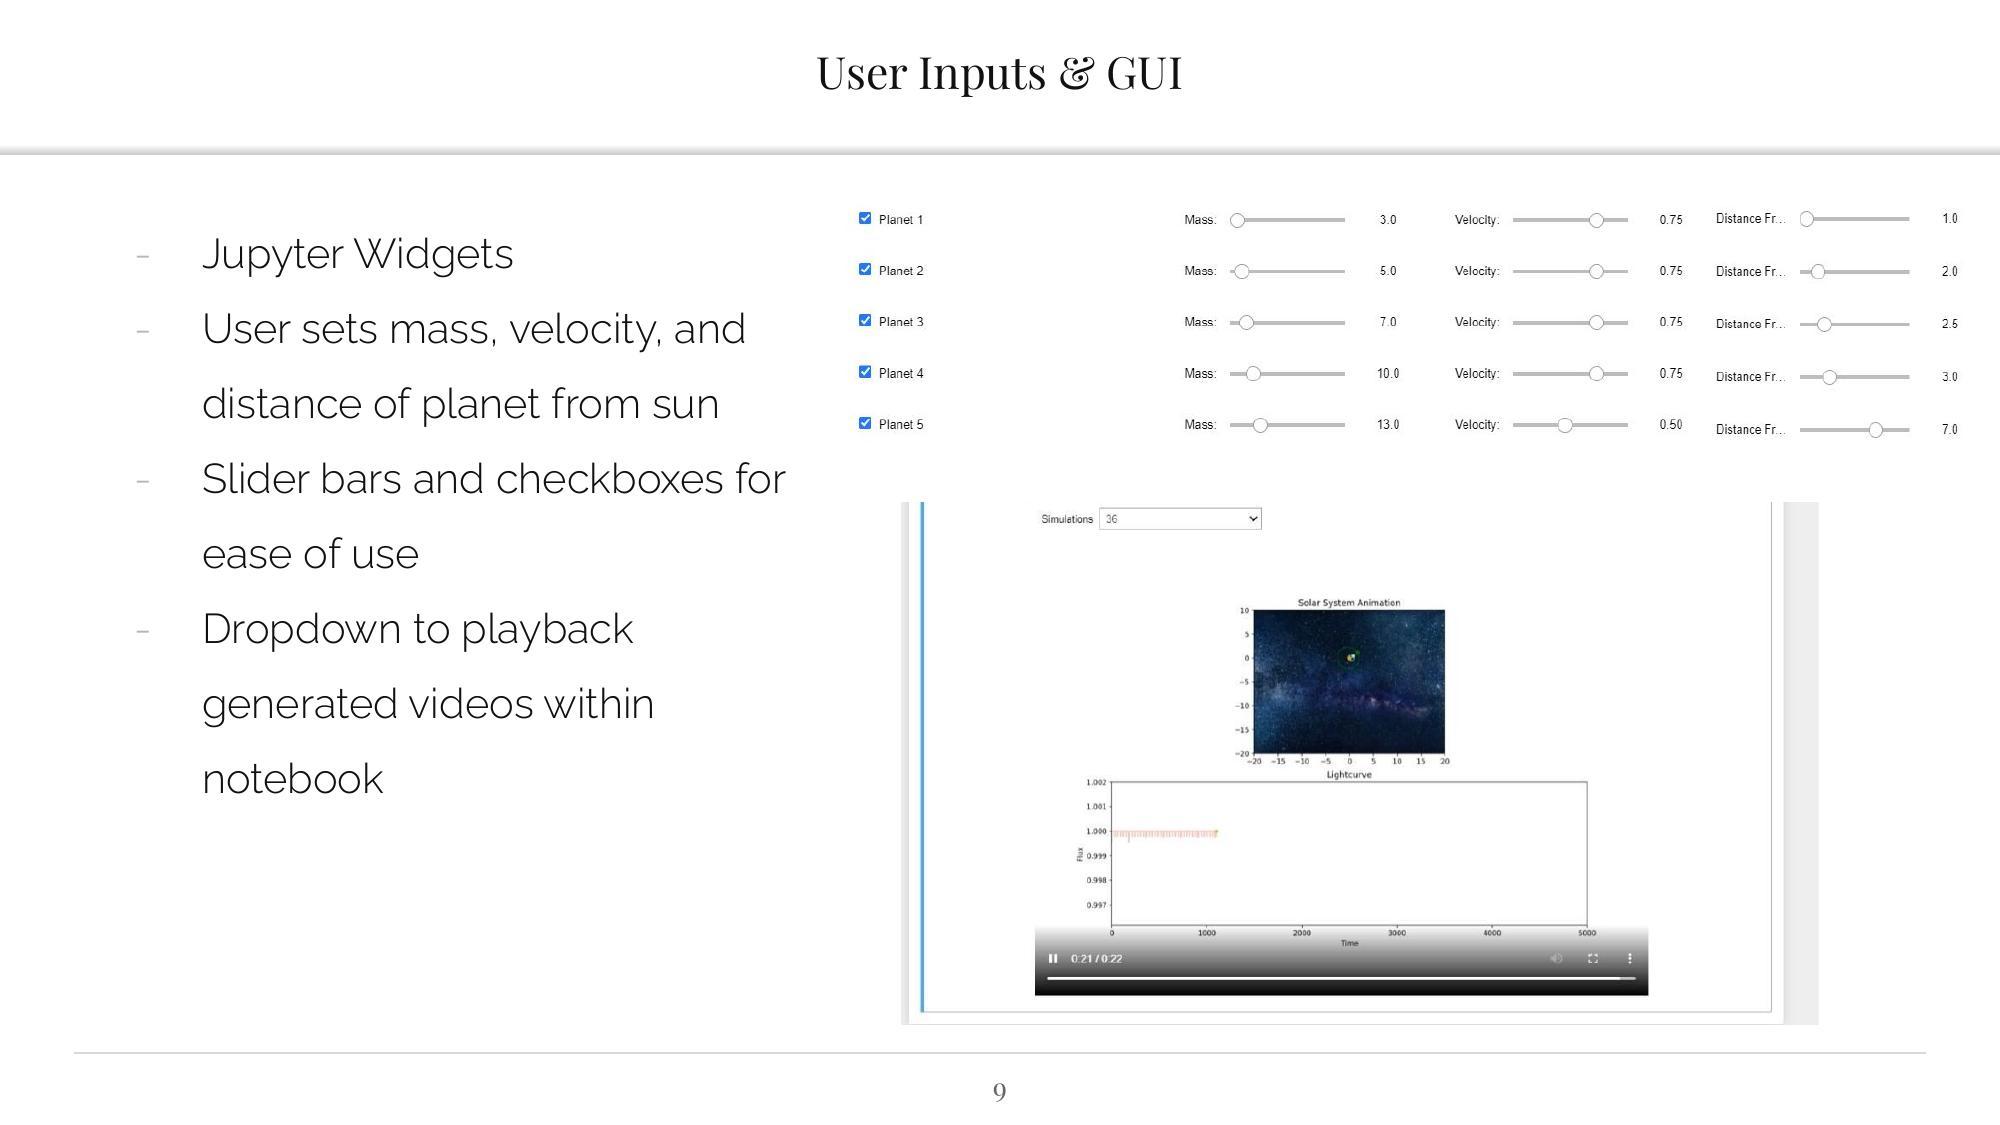 User Inputs & GUI
- Jupyter Widgets
- User sets mass, velocity, and
distance of planet from sun
- Slider bars and checkboxes for
ease of use
- Dropdown to playback
generated videos within
notebook
Planet 1 Mass: 3.0 Velocity: 0.75 Distance Fr... 1.0
Planet 2 Mass: 5.0 Velocity: 0.75 Distance Fr... 2.0
Planet 3 Mass: 7.0 Velocity: 0.75 Distance Fr... 2.5
Planet 4 Mass: 10.0 Velocity: 0.75 Distance Fr... 3.0
Planet 5 Mass: 13.0 Velocity: 0.50 Distance Fr... 7.0
Simulations 36
Solar System Animation
10
5
0
−5
−10
−15
−20
−20 −15 −10 −5 0 5 10 15 20
Lightcurve
1.002
1.001
1.000
0.999
0.998
0.997
Flux
0 1000 2000 3000 4000 5000
Time
0:21 / 0:22
9